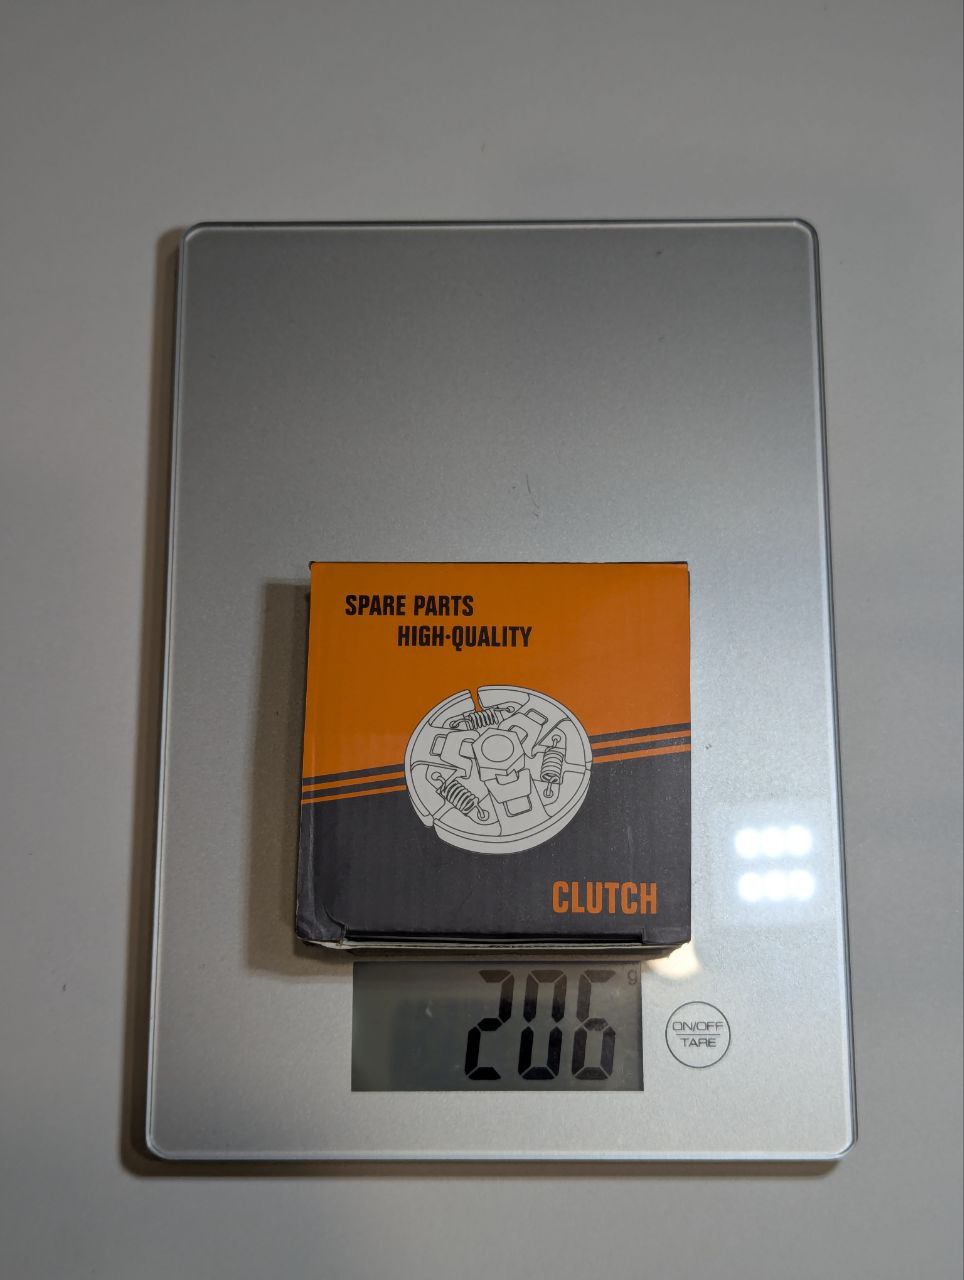 SPARE PARTS
HIGH-QUALITY
CLUTCH
206 g
ON/OFF
TARE